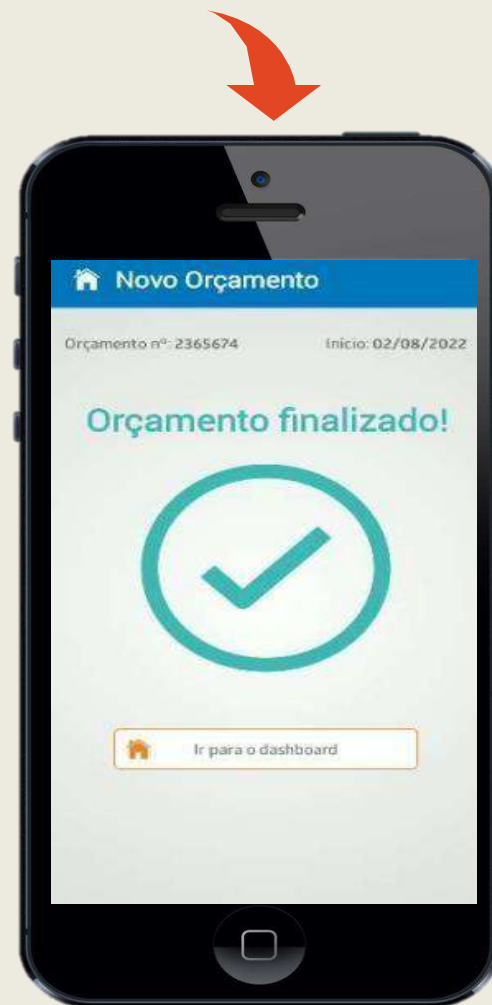 Novo Orçamento
Orçamento nº: 2365674 Início: 02/08/2022
Orçamento finalizado!
Ir para o dashboard